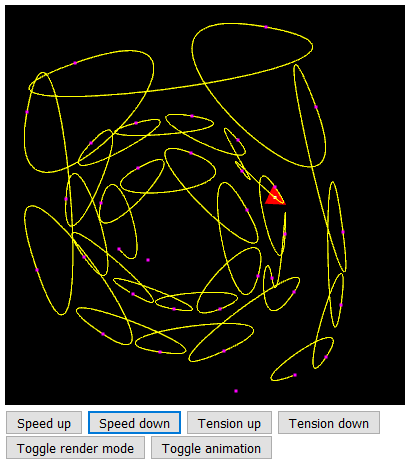 Speed up Speed down Tension up Tension down
Toggle render mode Toggle animation